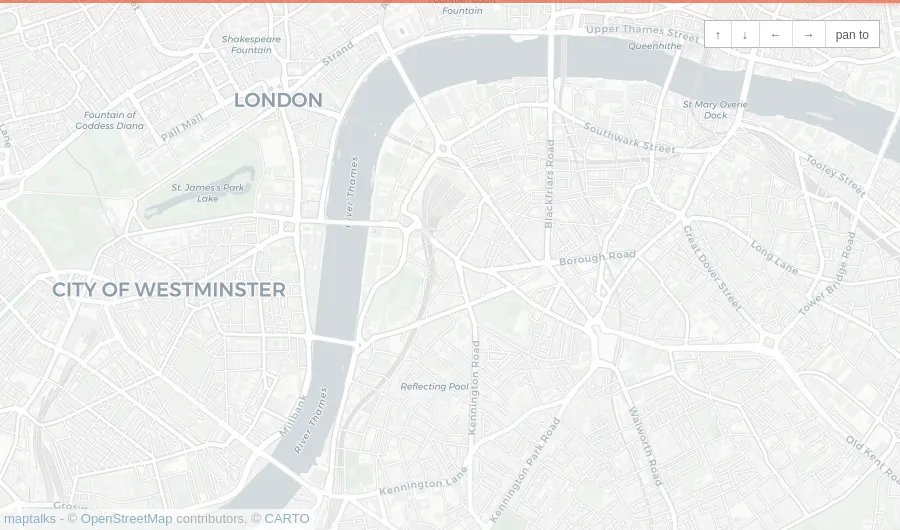 Fountain
Upper Thames Street
Queenhithe
↑ ↓ ← → pan to
Shakespeare
Fountain
Strand
LONDON
Fountain of
Goddess Diana
Pall Mall
St Mary Overie
Dock
Southwark Street
Lane
Tooley Street
St. James's Park
Lake
River Thames
Blackfriars Road
Borough Road
Great Dover Street
Long Lane
Tower Bridge Road
CITY OF WESTMINSTER
Reflecting Pool
Kennington Road
Millbank
River Thames
Walworth Road
Kennington Park Road
Old Kent Road
Kennington Lane
maptalks - © OpenStreetMap contributors, © CARTO